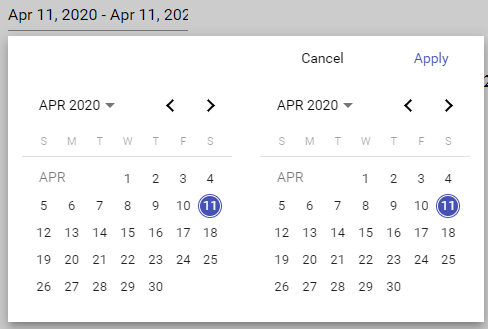 Apr 11, 2020 - Apr 11, 202
Cancel Apply
APR 2020 APR 2020
S M T W T F S S M T W T F S
APR 1 2 3 4 APR 1 2 3 4
5 6 7 8 9 10 11 5 6 7 8 9 10 11
12 13 14 15 16 17 18 12 13 14 15 16 17 18
19 20 21 22 23 24 25 19 20 21 22 23 24 25
26 27 28 29 30 26 27 28 29 30